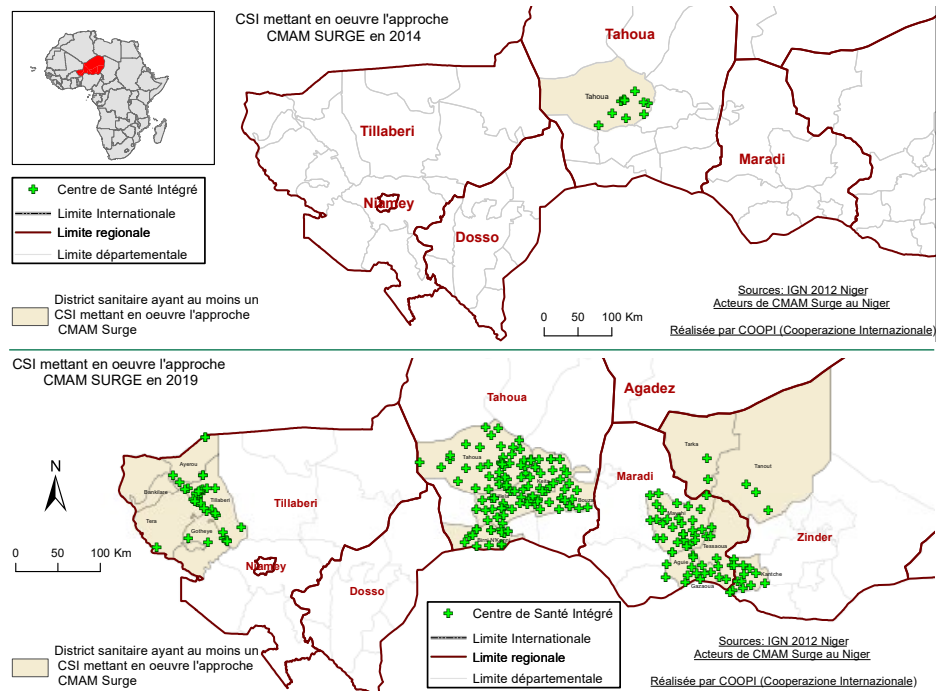 CSI mettant en oeuvre l'approche
CMAM SURGE en 2014
Tahoua
Tahoua
Tillaberi
Maradi
Niamey
Dosso
Centre de Santé Intégré
Limite Internationale
Limite regionale
Limite départementale
District sanitaire ayant au moins un
CSI mettant en oeuvre l'approche
CMAM Surge
0 50 100 Km
Sources: IGN 2012 Niger
Acteurs de CMAM Surge au Niger
Réalisée par COOPI (Cooperazione Internazionale)
CSI mettant en oeuvre l'approche
CMAM SURGE en 2019
Agadez
Tahoua
Tarka
Tahoua
Ayerou
Tanout
N
Maradi
Bankilare
Tillaberi
Tillaberi
Tera
Gotheye
Zinder
Tessaoua
Aguie
Kantche
Gazaoua
0 50 100 Km
Niamey
Dosso
Centre de Santé Intégré
Limite Internationale
Limite regionale
Limite départementale
District sanitaire ayant au moins un
CSI mettant en oeuvre l'approche
CMAM Surge
Sources: IGN 2012 Niger
Acteurs de CMAM Surge au Niger
Réalisée par COOPI (Cooperazione Internazionale)